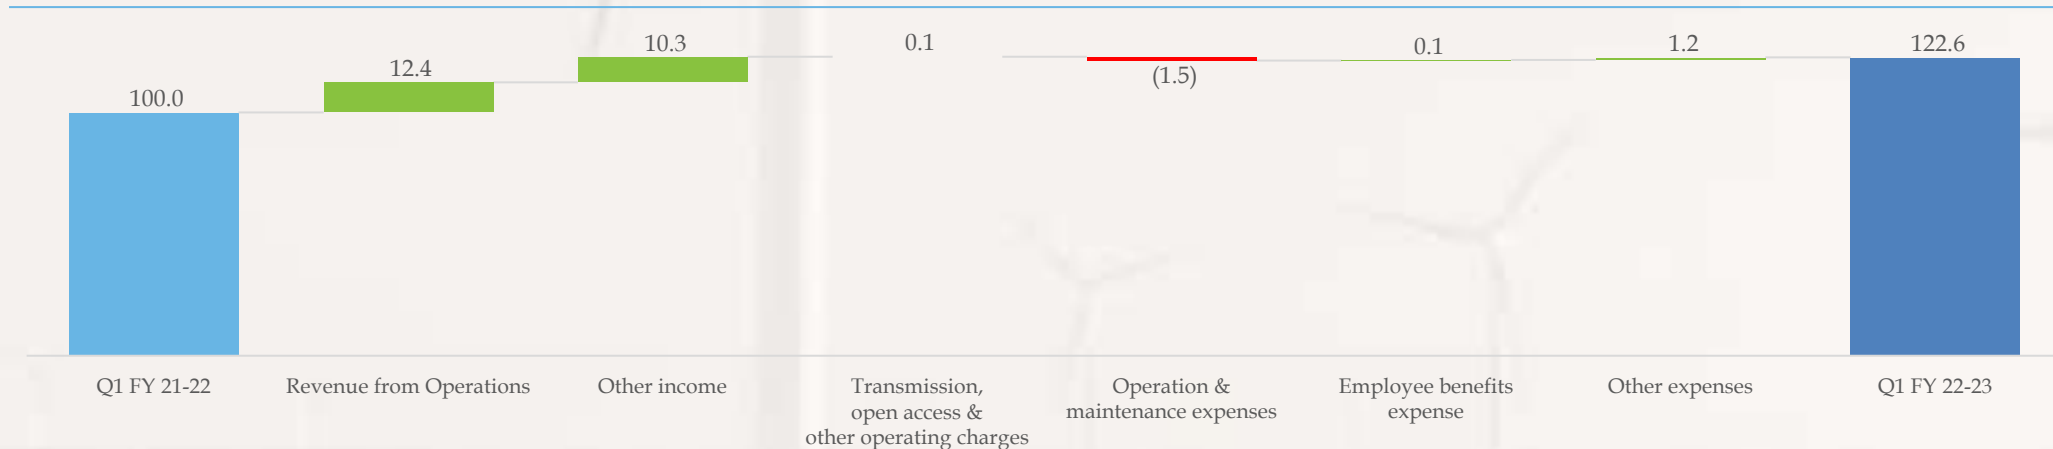 100.0
12.4
10.3
0.1
(1.5)
0.1
1.2
122.6
Q1 FY 21-22
Revenue from Operations
Other income
Transmission,
open access &
other operating charges
Operation &
maintenance expenses
Employee benefits
expense
Other expenses
Q1 FY 22-23